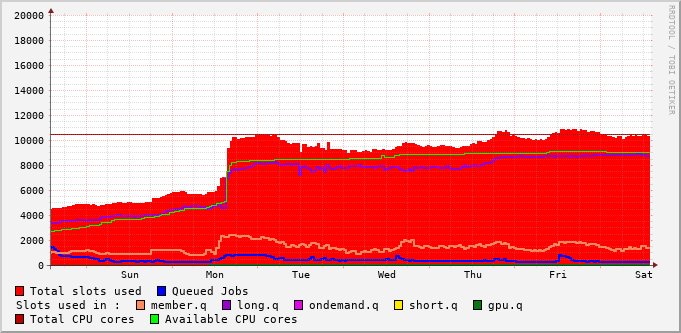 RRDTOOL / TOBI OETIKER
20000
18000
16000
14000
12000
10000
8000
6000
4000
2000
0
Sun Mon Tue Wed Thu Fri Sat
Total slots used Queued Jobs
Slots used in : member.q long.q ondemand.q short.q gpu.q
Total CPU cores Available CPU cores